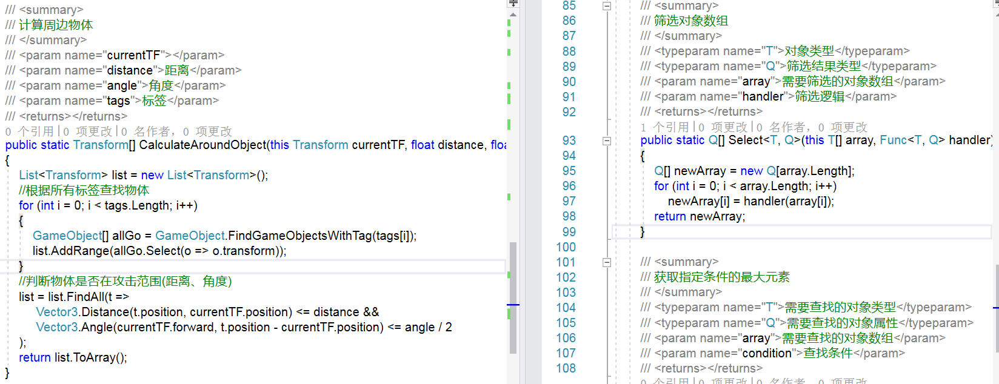 /// <summary>
/// 计算周边物体
/// </summary>
/// <param name="currentTF"></param>
/// <param name="distance">距离</param>
/// <param name="angle">角度</param>
/// <param name="tags">标签</param>
/// <returns></returns>
0 个引用|0 项更改|0 名作者, 0 项更改
public static Transform[] CalculateAroundObject(this Transform currentTF, float distance, floa
{
List<Transform> list = new List<Transform>();
//根据所有标签查找物体
for (int i = 0; i < tags.Length; i++)
{
GameObject[] allGo = GameObject.FindGameObjectsWithTag(tags[i]);
list.AddRange(allGo.Select(o => o.transform));
}
//判断物体是否在攻击范围(距离、角度)
list = list.FindAll(t =>
Vector3.Distance(t.position, currentTF.position) <= distance &&
Vector3.Angle(currentTF.forward, t.position - currentTF.position) <= angle / 2
);
return list.ToArray();
}
85 /// <summary>
86 /// 筛选对象数组
87 /// </summary>
88 /// <typeparam name="T">对象类型</typeparam>
89 /// <typeparam name="Q">筛选结果类型</typeparam>
90 /// <param name="array">需要筛选的对象数组</param>
91 /// <param name="handler">筛选逻辑</param>
92 /// <returns></returns>
1 个引用|0 项更改|0 名作者, 0 项更改
93 public static Q[] Select<T, Q>(this T[] array, Func<T, Q> handler)
94 {
95 Q[] newArray = new Q[array.Length];
96 for (int i = 0; i < array.Length; i++)
97 newArray[i] = handler(array[i]);
98 return newArray;
99 }
100
101 /// <summary>
102 /// 获取指定条件的最大元素
103 /// </summary>
104 /// <typeparam name="T">需要查找的对象类型</typeparam>
105 /// <typeparam name="Q">需要查找的对象属性</typeparam>
106 /// <param name="array">需要查找的对象数组</param>
107 /// <param name="condition">查找条件</param>
108 /// <returns></returns>
0 个引用|0 项更改|0 名作者, 0 项更改